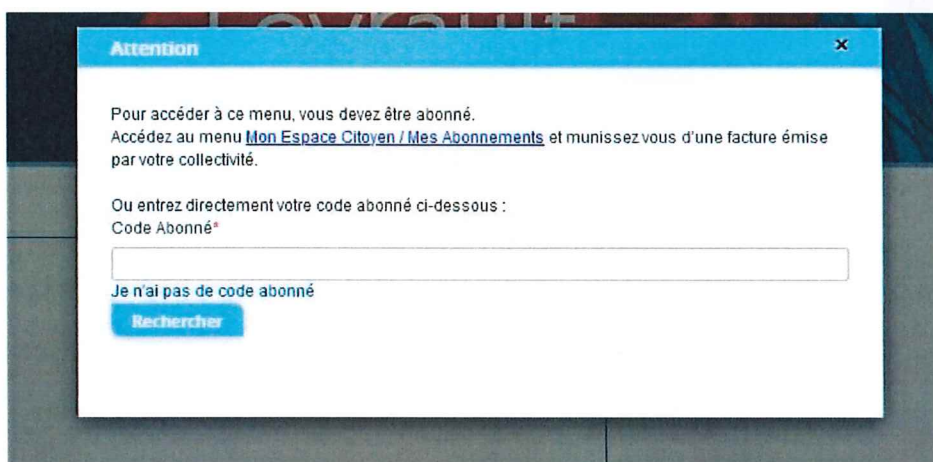 Attention
×
Pour accéder à ce menu, vous devez être abonné.
Accédez au menu Mon Espace Citoyen / Mes Abonnements et munissez vous d'une facture émise
par votre collectivité.
Ou entrez directement votre code abonné ci-dessous :
Code Abonné*
Je n'ai pas de code abonné
Rechercher